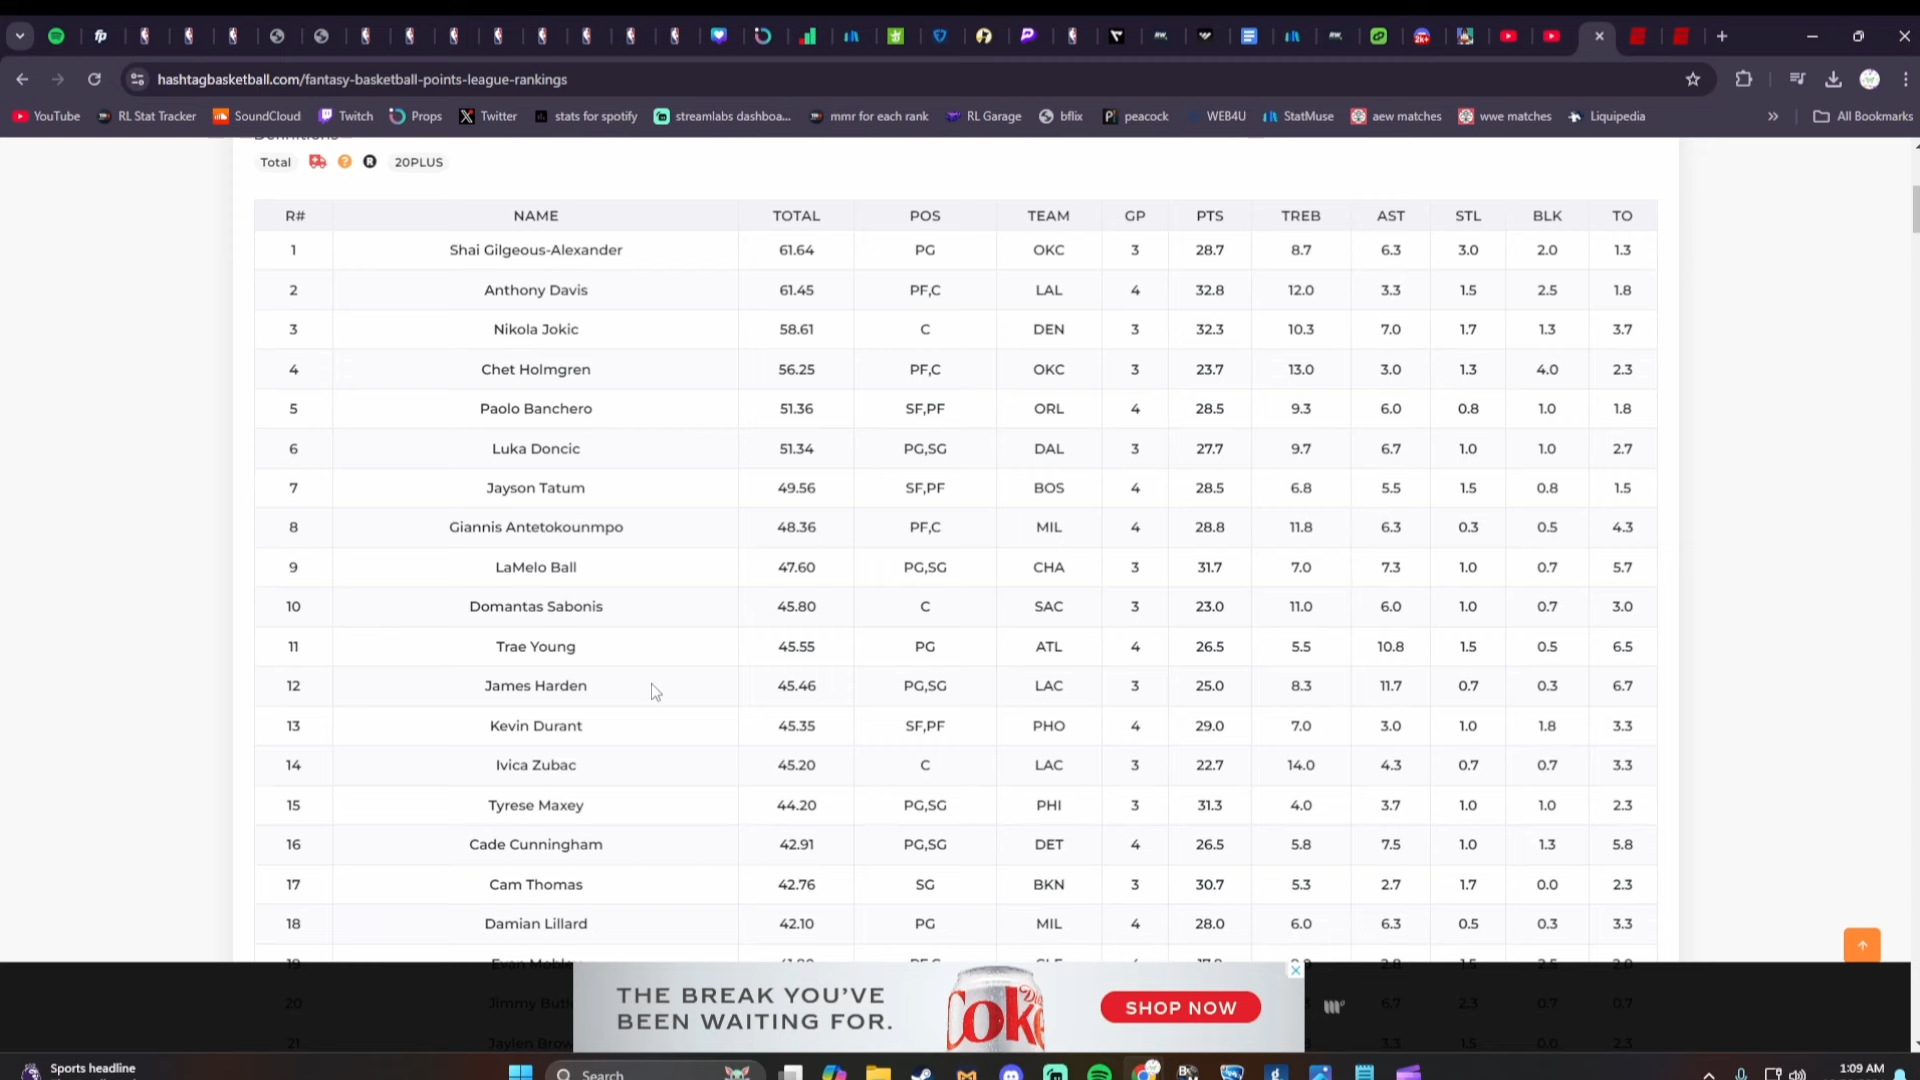 hashtagbasketball.com/fantasy-basketball-points-league-rankings
YouTube RL Stat Tracker SoundCloud Twitch Props Twitter stats for spotify streamlabs dashboa... mmr for each rank RL Garage bflix peacock WEB4U StatMuse aew matches wwe matches Liquipedia » All Bookmarks
Definitions
Total ? R 20PLUS
R# NAME TOTAL POS TEAM GP PTS TREB AST STL BLK TO
1 Shai Gilgeous-Alexander 61.64 PG OKC 3 28.7 8.7 6.3 3.0 2.0 1.3
2 Anthony Davis 61.45 PF,C LAL 4 32.8 12.0 3.3 1.5 2.5 1.8
3 Nikola Jokic 58.61 C DEN 3 32.3 10.3 7.0 1.7 1.3 3.7
4 Chet Holmgren 56.25 PF,C OKC 3 23.7 13.0 3.0 1.3 4.0 2.3
5 Paolo Banchero 51.36 SF,PF ORL 4 28.5 9.3 6.0 0.8 1.0 1.8
6 Luka Doncic 51.34 PG,SG DAL 3 27.7 9.7 6.7 1.0 1.0 2.7
7 Jayson Tatum 49.56 SF,PF BOS 4 28.5 6.8 5.5 1.5 0.8 1.5
8 Giannis Antetokounmpo 48.36 PF,C MIL 4 28.8 11.8 6.3 0.3 0.5 4.3
9 LaMelo Ball 47.60 PG,SG CHA 3 31.7 7.0 7.3 1.0 0.7 5.7
10 Domantas Sabonis 45.80 C SAC 3 23.0 11.0 6.0 1.0 0.7 3.0
11 Trae Young 45.55 PG ATL 4 26.5 5.5 10.8 1.5 0.5 6.5
12 James Harden 45.46 PG,SG LAC 3 25.0 8.3 11.7 0.7 0.3 6.7
13 Kevin Durant 45.35 SF,PF PHO 4 29.0 7.0 3.0 1.0 1.8 3.3
14 Ivica Zubac 45.20 C LAC 3 22.7 14.0 4.3 0.7 0.7 3.3
15 Tyrese Maxey 44.20 PG,SG PHI 3 31.3 4.0 3.7 1.0 1.0 2.3
16 Cade Cunningham 42.91 PG,SG DET 4 26.5 5.8 7.5 1.0 1.3 5.8
17 Cam Thomas 42.76 SG BKN 3 30.7 5.3 2.7 1.7 0.0 2.3
18 Damian Lillard 42.10 PG MIL 4 28.0 6.0 6.3 0.5 0.3 3.3
19 Evan Mobley 2.8 1.5 2.5 2.0
20 Jimmy 6.7 2.3 0.7 0.7
21 Jaylen 3.3 1.5 0.0 2.3
THE BREAK YOU'VE
BEEN WAITING FOR.
Coke
SHOP NOW
Sports headline
Search
1:09 AM